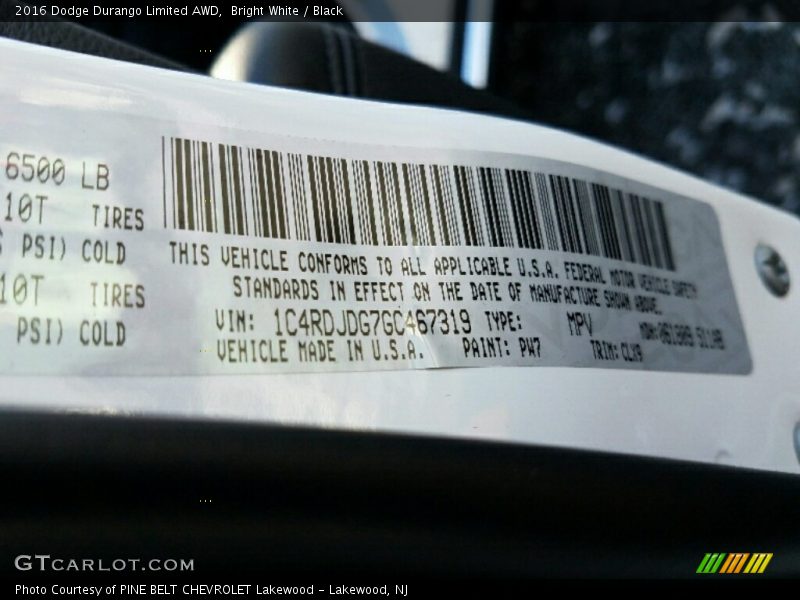 2016 Dodge Durango Limited AWD, Bright White / Black
6500 LB
10T TIRES
PSI) COLD
10T TIRES
PSI) COLD
THIS VEHICLE CONFORMS TO ALL APPLICABLE U.S.A. FEDERAL MOTOR VEHICLE SAFETY
STANDARDS IN EFFECT ON THE DATE OF MANUFACTURE SHOWN ABOVE.
VIN: 1C4RDJDG7GC467319 TYPE: MPV
VEHICLE MADE IN U.S.A. PAINT: PW7 TRIM:
GTCARLOT.COM
Photo Courtesy of PINE BELT CHEVROLET Lakewood - Lakewood, NJ